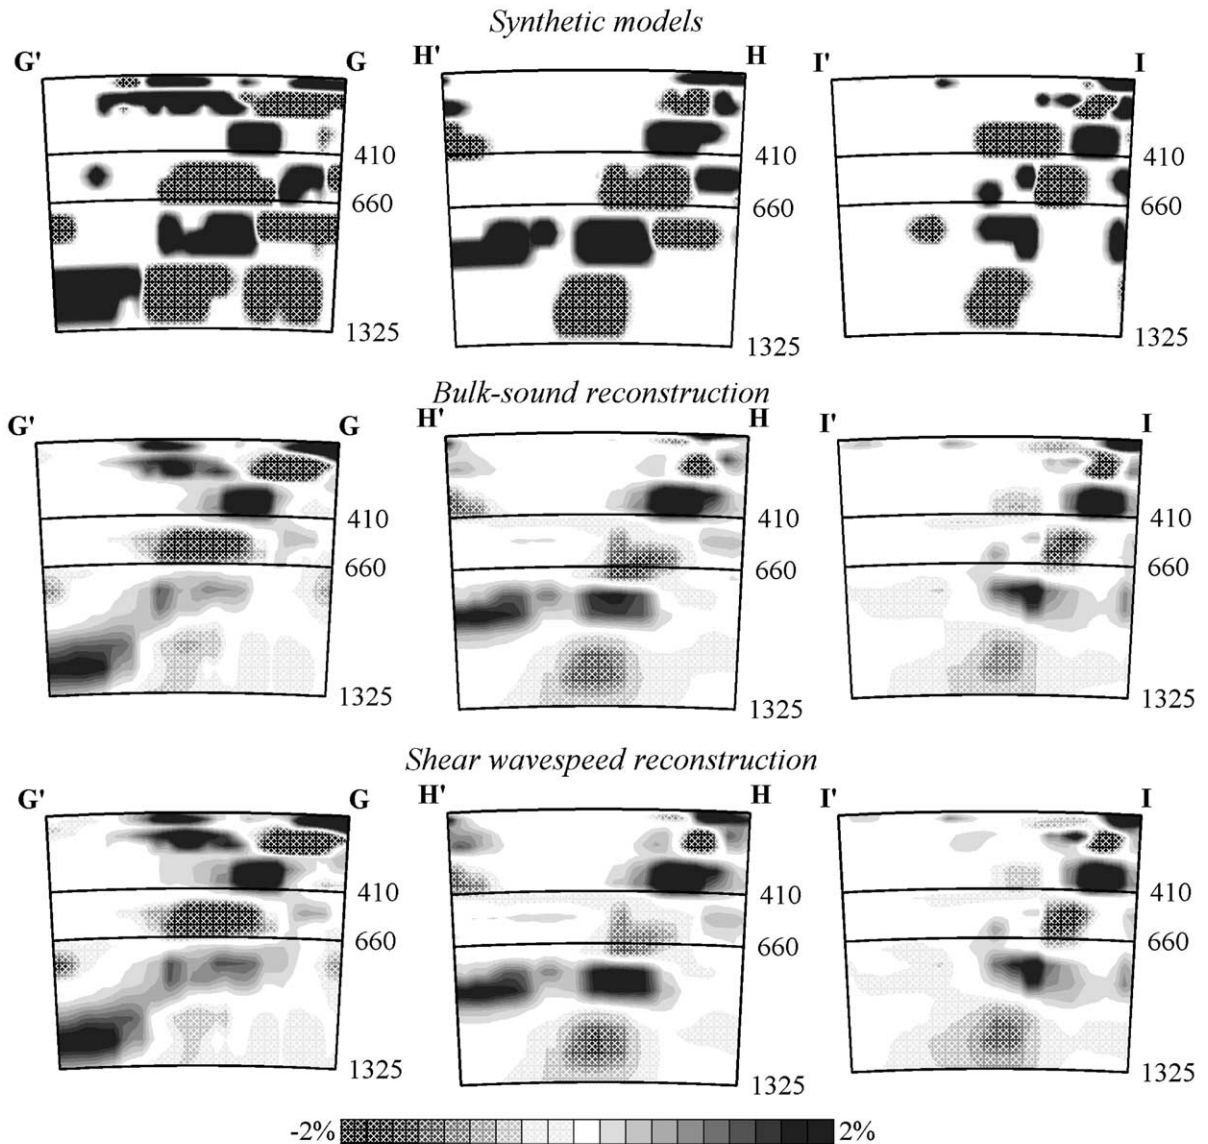 Synthetic models
G' G H' H I' I
410 410 410
660 660 660
1325 1325 1325
Bulk-sound reconstruction
G' G H' H I' I
410 410 410
660 660 660
1325 1325 1325
Shear wavespeed reconstruction
G' G H' H I' I
410 410 410
660 660 660
1325 1325 1325
-2% 2%